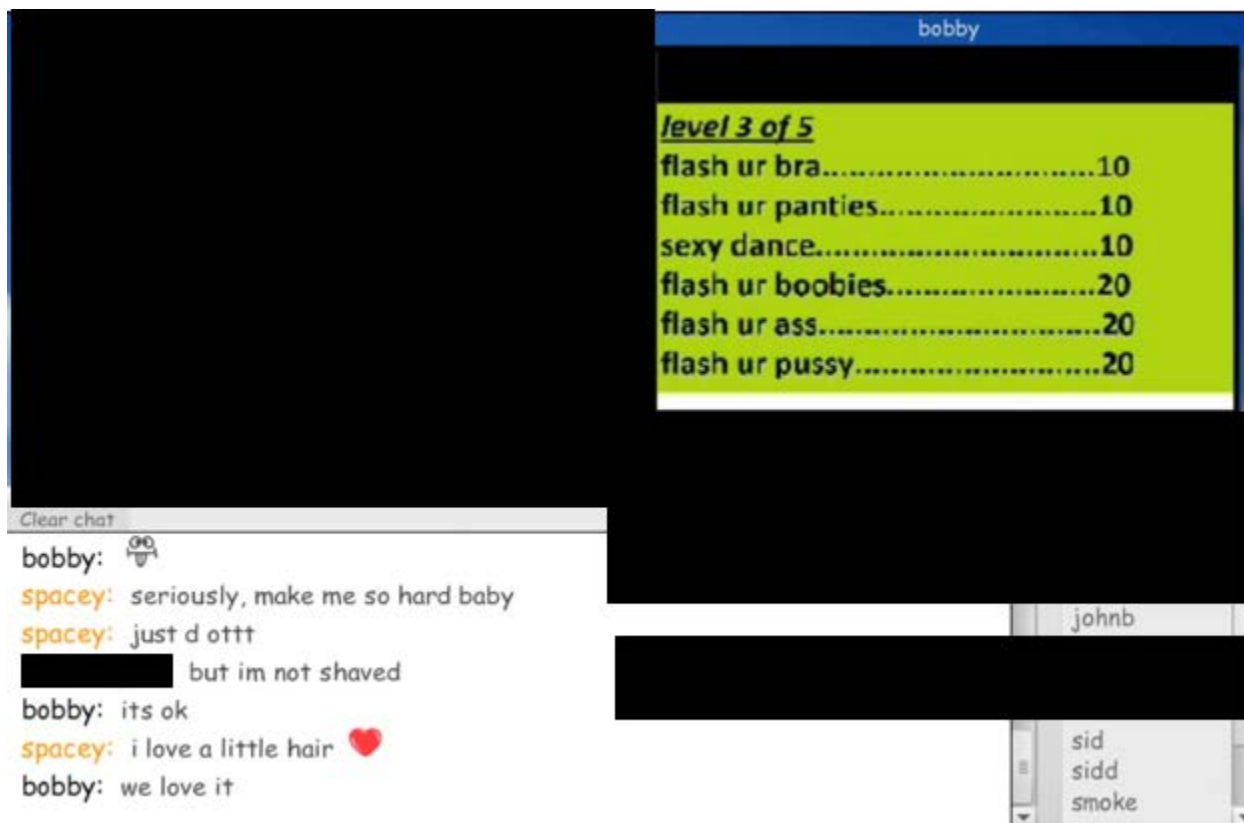 bobby
level 3 of 5
flash ur bra..............................10
flash ur panties........................10
sexy dance...............................10
flash ur boobies.......................20
flash ur ass..............................20
flash ur pussy..........................20
Clear chat
bobby:
spacey: seriously, make me so hard baby
spacey: just d ottt
but im not shaved
bobby: its ok
spacey: i love a little hair
bobby: we love it
johnb
sid
sidd
smoke